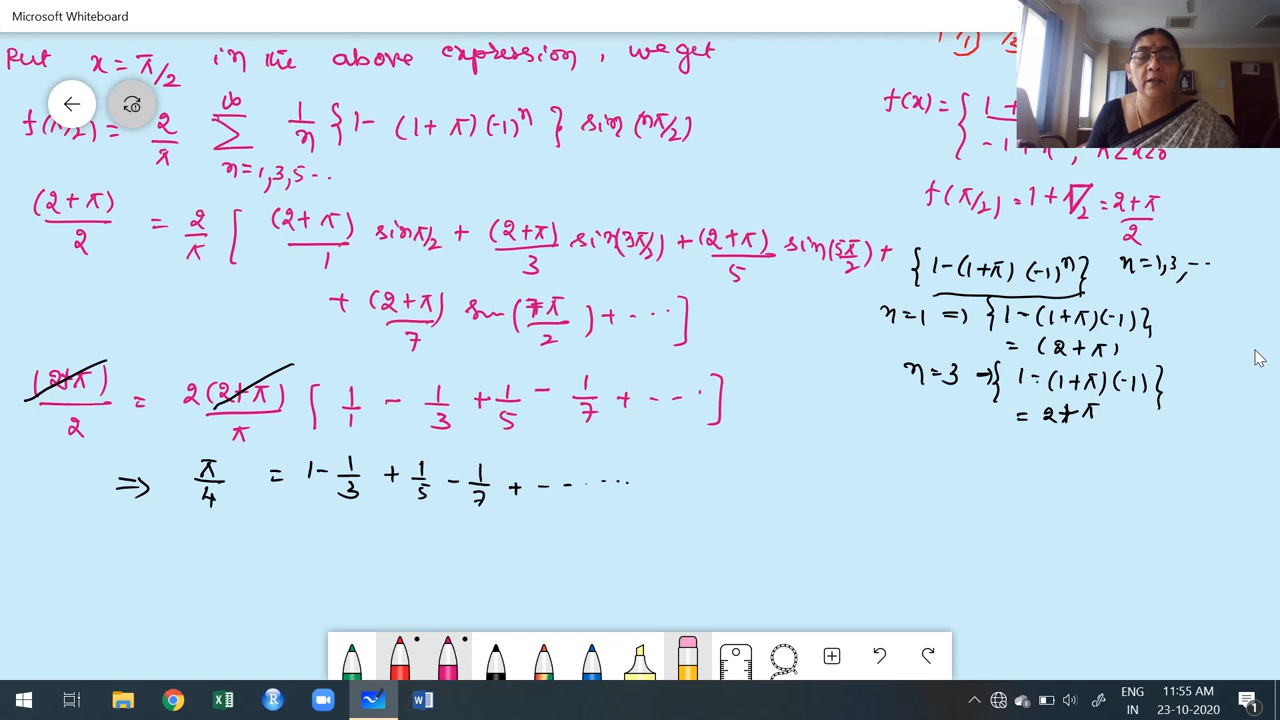 Microsoft Whiteboard
Put x = π/2 in the above expression, we get
f(π/2) = 2/π ∑ n=1,3,5.. ∞ 1/n {1- (1+π)(-1)^n } sin(nπ/2)
(2+π)/2 = 2/π [ (2+π)/1 sinπ/2 + (2+π)/3 sin(3π/2) + (2+π)/5 sin(5π/2) +
+ (2+π)/7 sin(7π/2) + ....]
(2+π)/2 = 2(2+π)/π [ 1/1 - 1/3 + 1/5 - 1/7 + ----]
⇒ π/4 = 1 - 1/3 + 1/5 - 1/7 + -- .....
f(x) = {
f(π/2) = 1 + π/2 = 2+π/2
{1-(1+π)(-1)^n} n=1,3,...
n=1 ⇒ {1-(1+π)(-1)}
= (2+π)
n=3 → {1-(1+π)(-1)}
= 2+π
ENG
IN
11:55 AM
23-10-2020
1